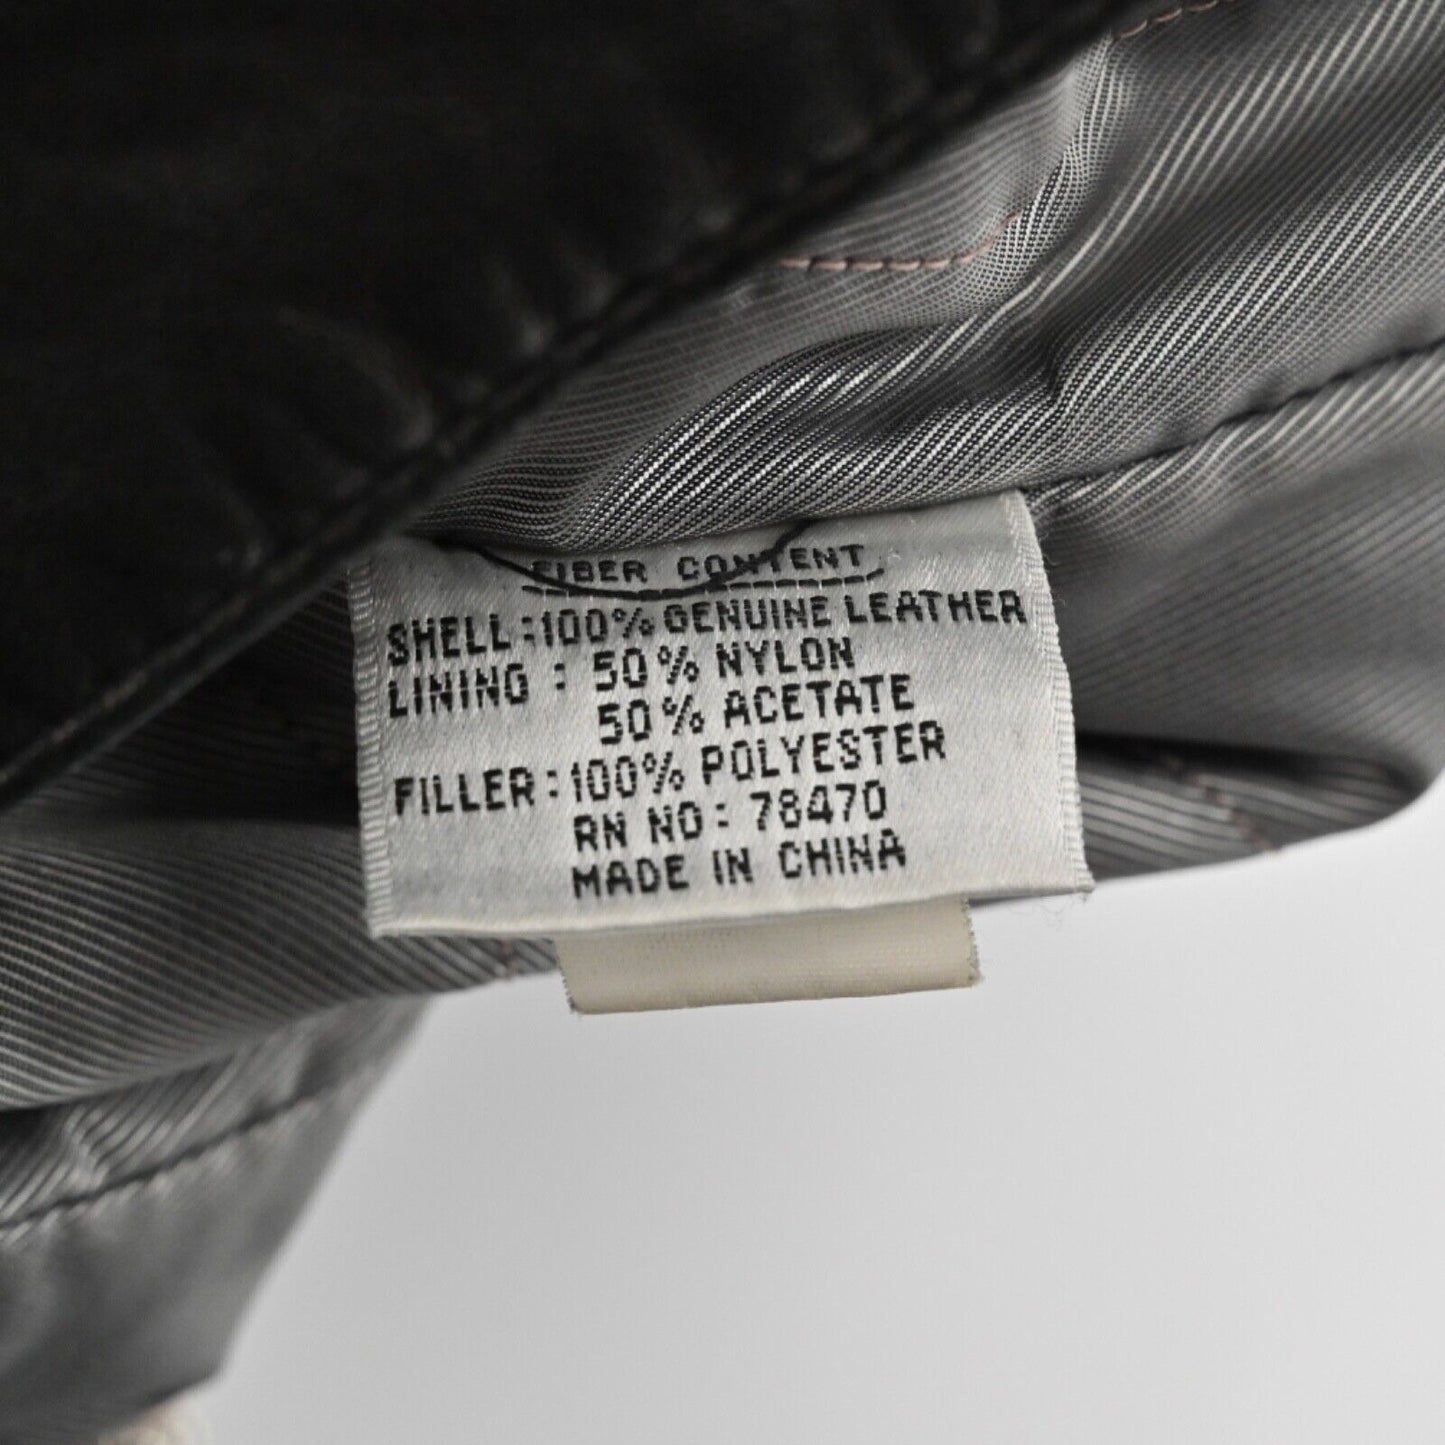 FIBER CONTENT
SHELL : 100% GENUINE LEATHER
LINING : 50% NYLON
50% ACETATE
FILLER : 100% POLYESTER
RN NO : 78470
MADE IN CHINA